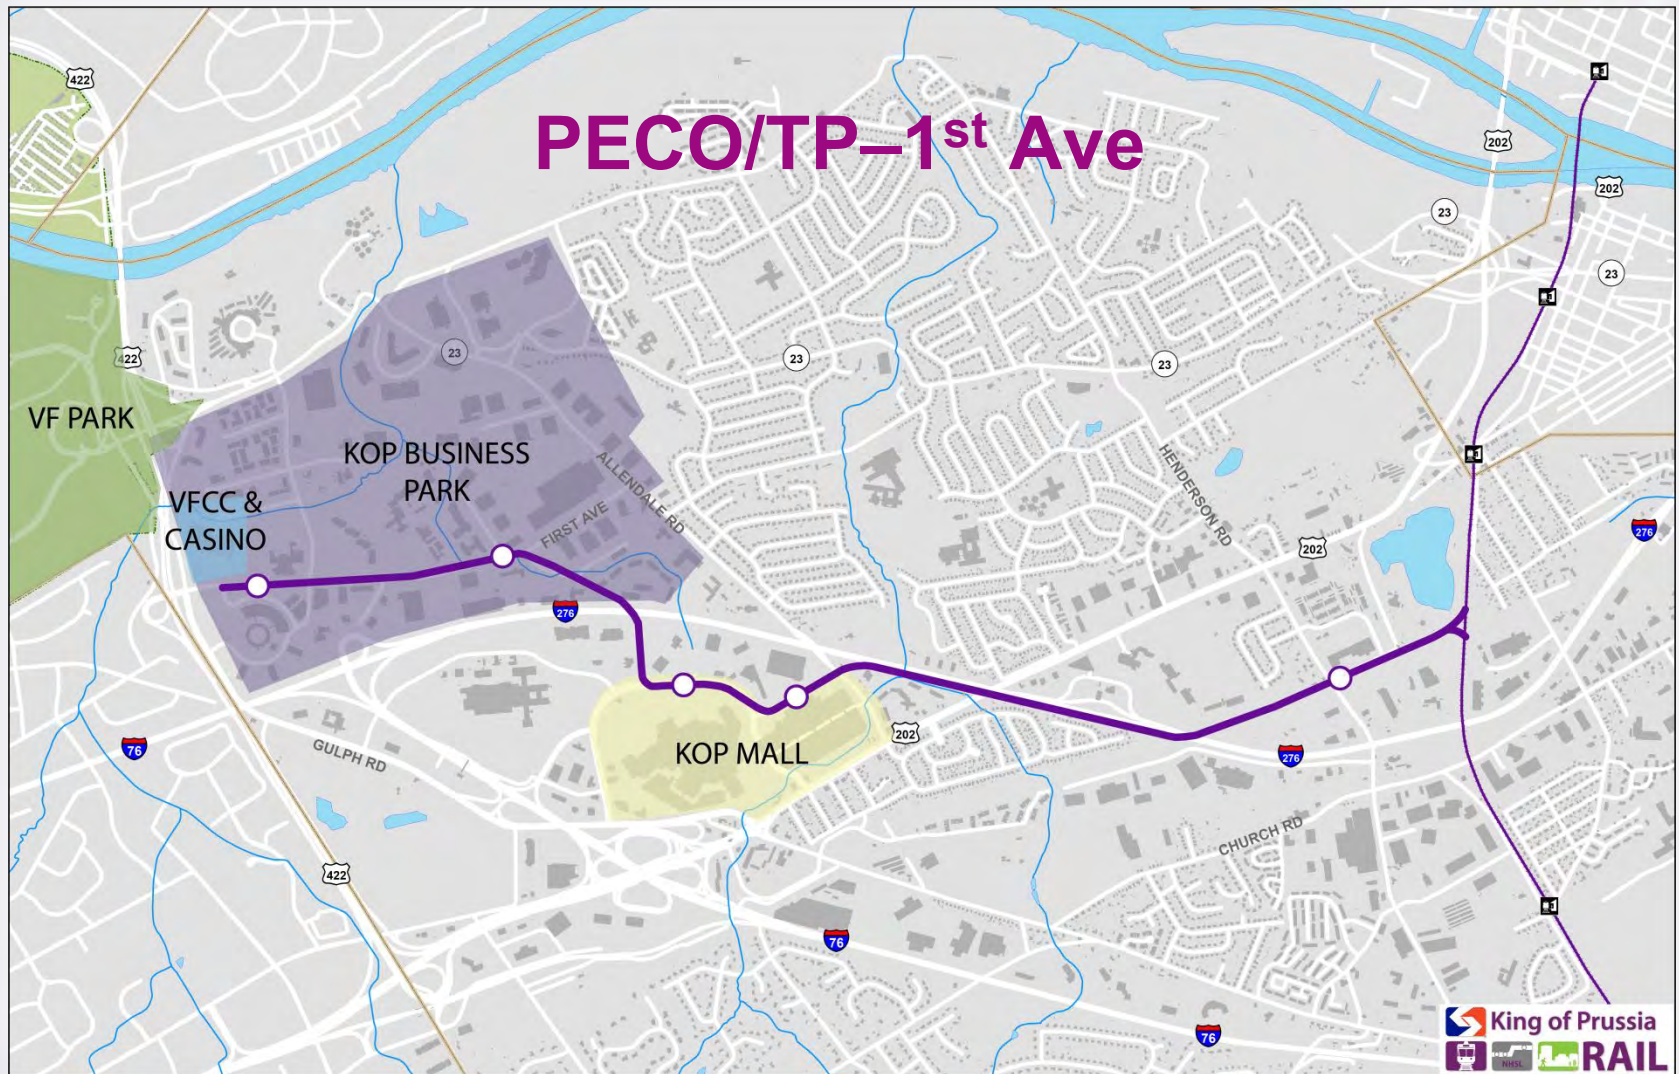 PECO/TP–1st Ave
422
202
202
23
23
422
23
23
23
VF PARK
KOP BUSINESS
PARK
ALLENDALE RD
HENDERSON RD
VFCC &
CASINO
FIRST AVE
202
276
276
KOP MALL
202
276
76
GULPH RD
CHURCH RD
422
76
76
King of Prussia
NHSL
RAIL